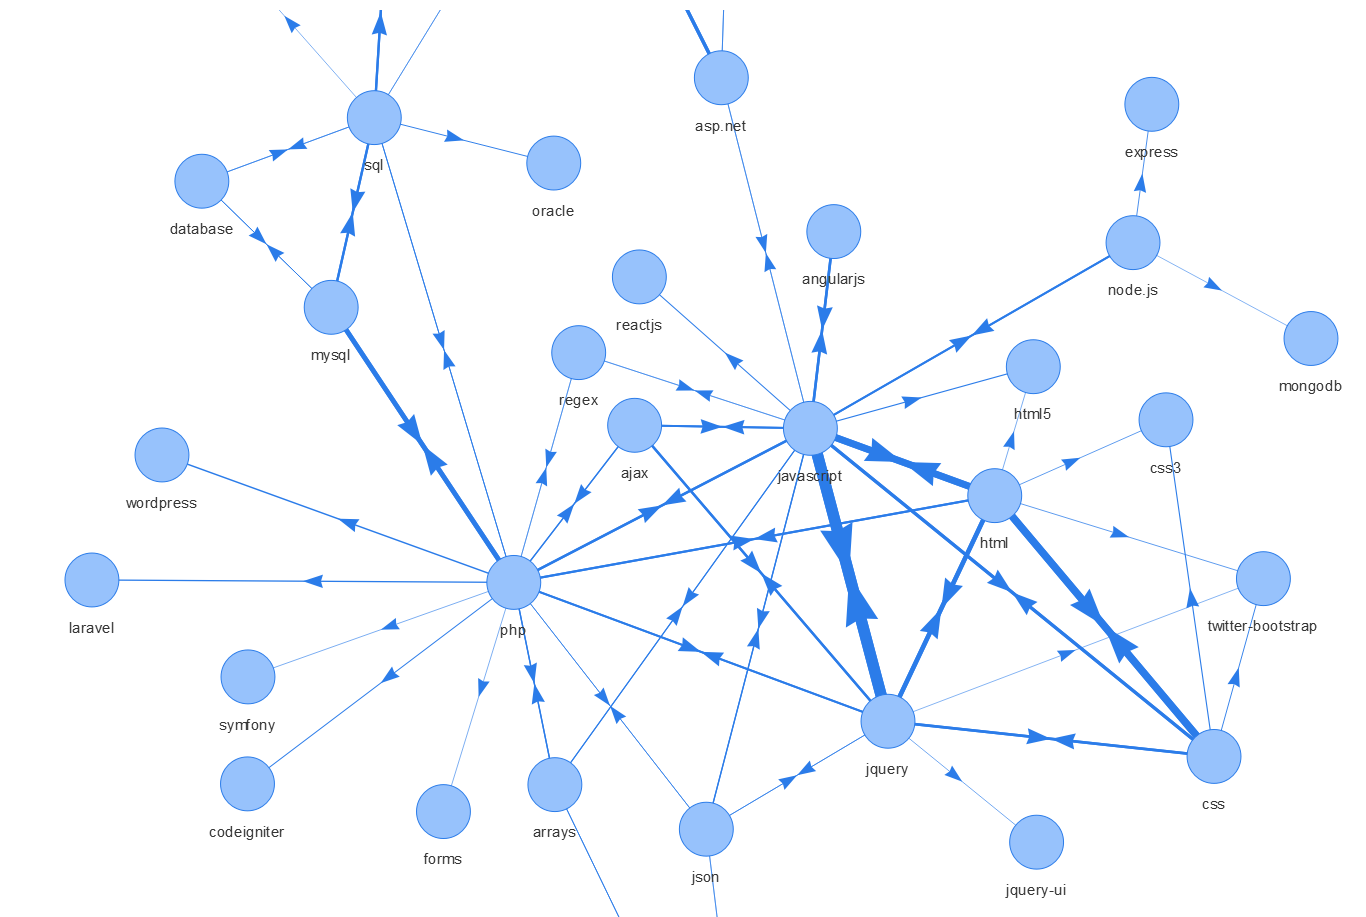 asp.net
express
sql
oracle
database
angularjs
node.js
reactjs
mysql
mongodb
regex
html5
ajax
css3
javascript
wordpress
html
laravel
php
twitter-bootstrap
symfony
jquery
css
codeigniter
arrays
forms
json
jquery-ui